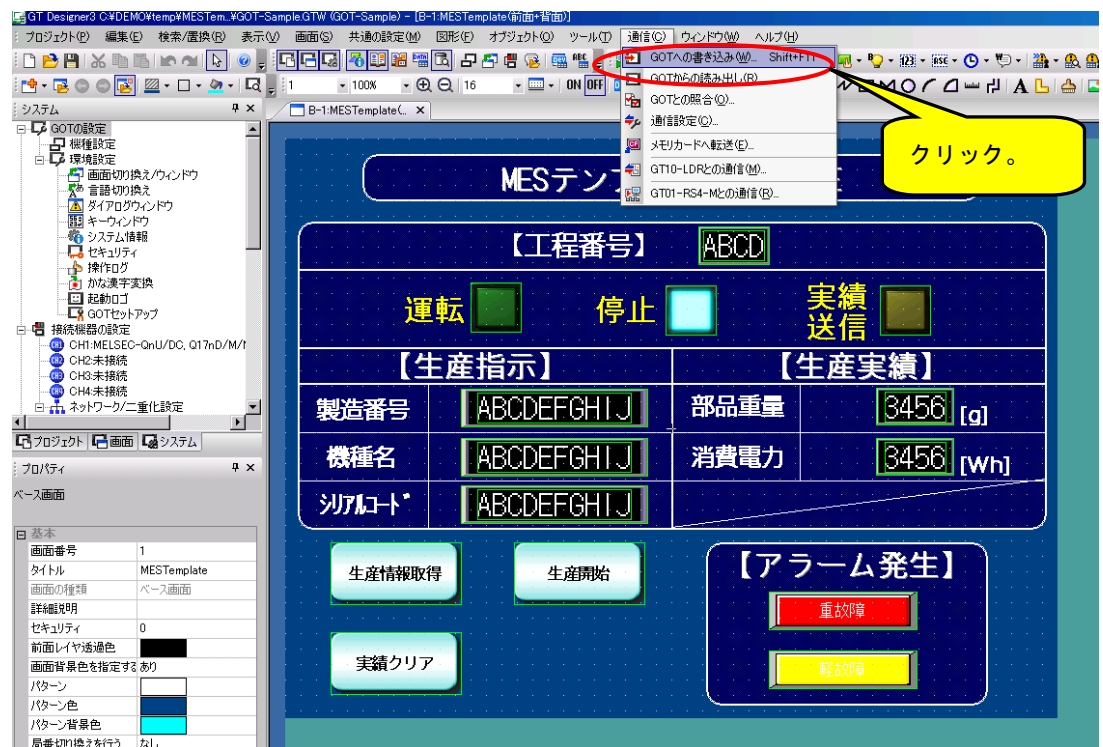 GT Designer3 C:¥DEMO¥temp¥MESTem..¥GOT-Sample.GTW (GOT-Sample) - [B-1:MESTemplate(前面+背面)]
プロジェクト(P) 編集(E) 検索/置換(R) 表示(V) 画面(S) 共通の設定(M) 図形(F) オブジェクト(O) ツール(T) 通信(C) ウィンドウ(W) ヘルプ(H)
GOTへの書き込み(W)... Shift+F11
1 100% 16 ON OFF
GOTからの読み出し(R)...
GOTとの照合(O)...
通信設定(C)...
メモリカードへ転送(E)...
GT10-LDRとの通信(M)...
GT01-RS4-Mとの通信(R)...
クリック。
システム
B-1:MESTemplate(...
GOTの設定
機種設定
環境設定
画面切り換え/ウィンドウ
言語切り換え
ダイアログウィンドウ
キーウィンドウ
システム情報
セキュリティ
操作ログ
かな漢字変換
起動ロゴ
GOTセットアップ
接続機器の設定
CH1:MELSEC-QnU/DC, Q17nD/M/
CH2:未接続
CH3:未接続
CH4:未接続
ネットワーク/二重化設定
プロジェクト 画面 システム
MESテン
【工程番号】 ABCD
運転 停止 実績送信
【生産指示】 【生産実績】
製造番号 ABCDEFGHIJ 部品重量 3456 [g]
機種名 ABCDEFGHIJ 消費電力 3456 [Wh]
シリアルコード ABCDEFGHIJ
生産情報取得 生産開始 【アラーム発生】
重故障
実績クリア
軽故障
プロパティ
ベース画面
基本
画面番号 1
タイトル MESTemplate
画面の種類 ベース画面
詳細説明
セキュリティ 0
前面レイヤ透過色
画面背景色を指定する あり
パターン
パターン色
パターン背景色
局番切り換えを行う なし